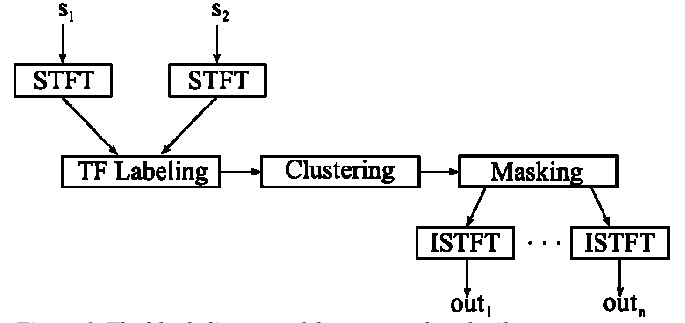 s1 s2
STFT STFT
TF Labeling Clustering Masking
ISTFT · · · ISTFT
out1 outn